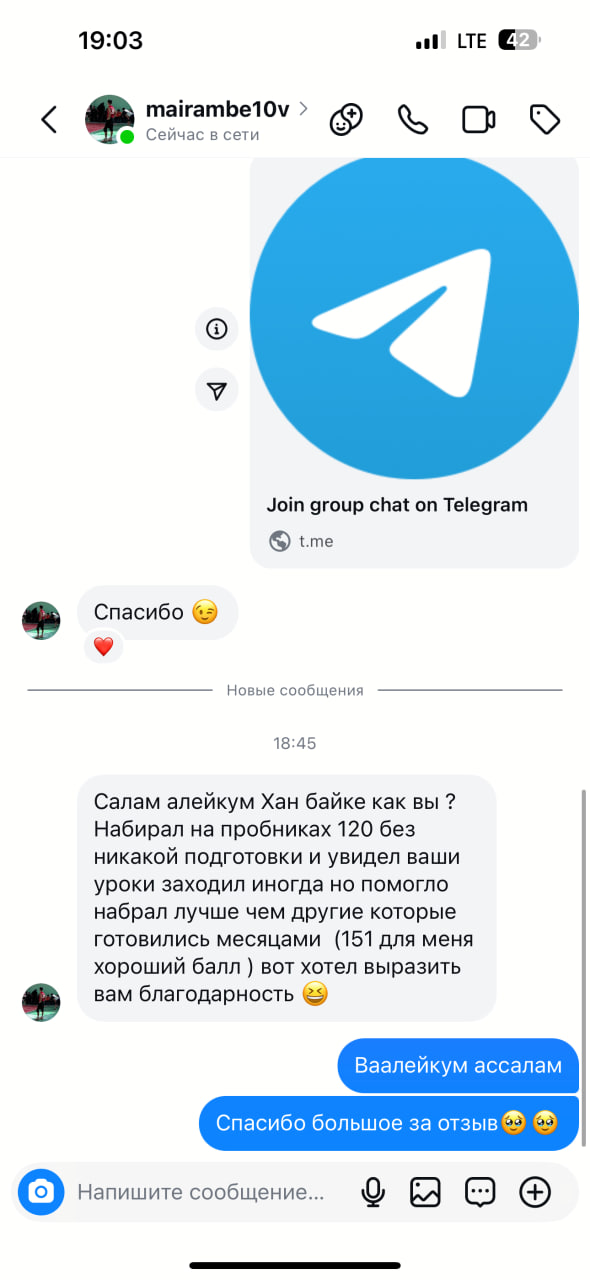 19:03
LTE
42
mairambe10v
Сейчас в сети
Join group chat on Telegram
t.me
Спасибо 😉
Новые сообщения
18:45
Салам алейкум Хан байке как вы ?
Набирал на пробниках 120 без
никакой подготовки и увидел ваши
уроки заходил иногда но помогло
набрал лучше чем другие которые
готовились месяцами (151 для меня
хороший балл ) вот хотел выразить
вам благодарность 😆
Ваалейкум ассалам
Спасибо большое за отзыв🥹 🥹
Напишите сообщение...